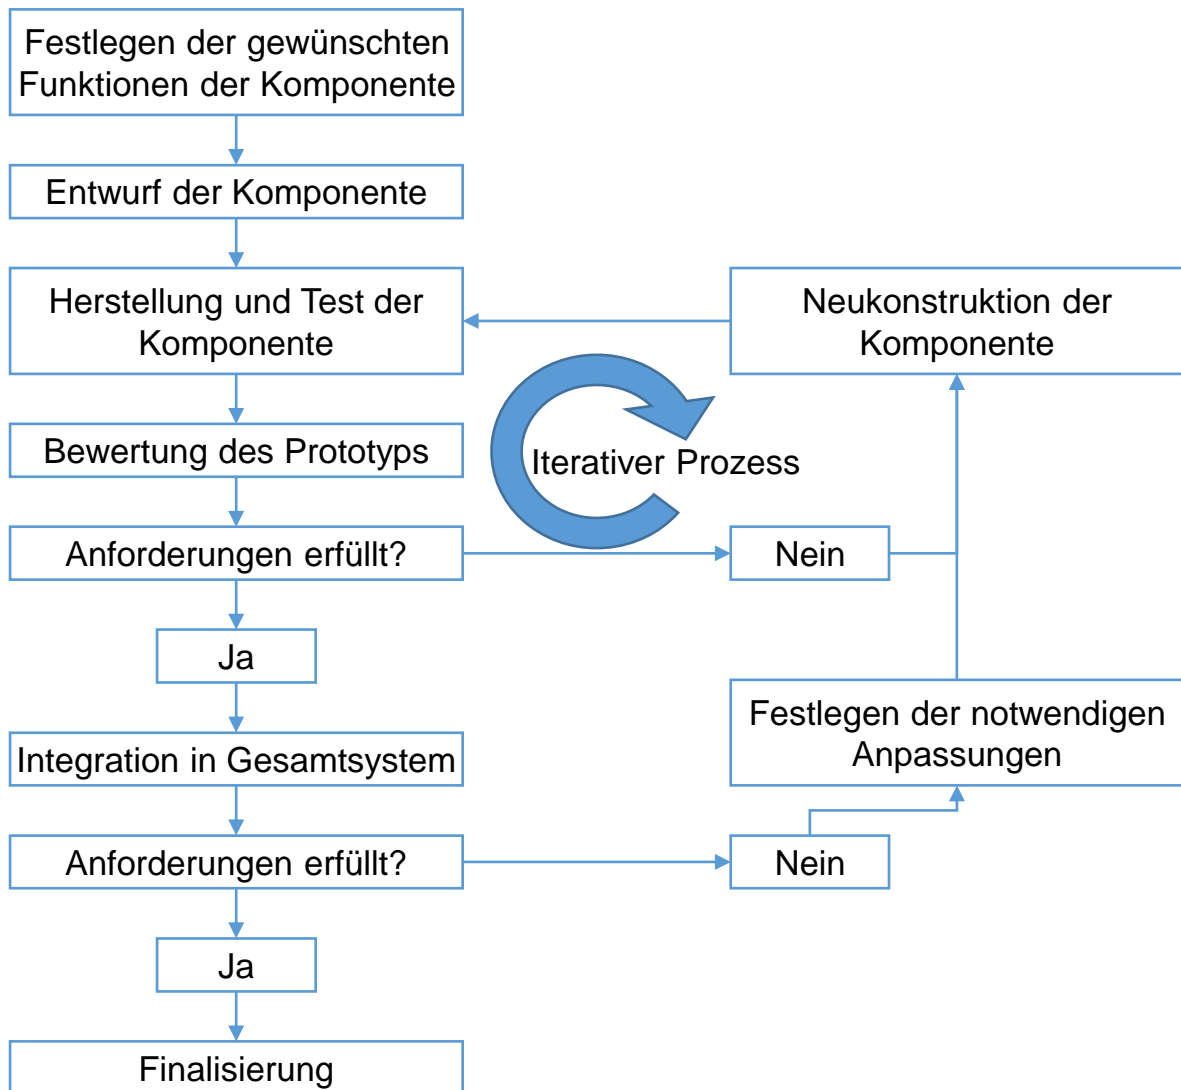 Festlegen der gewünschten
Funktionen der Komponente
Entwurf der Komponente
Herstellung und Test der
Komponente
Neukonstruktion der
Komponente
Bewertung des Prototyps
Iterativer Prozess
Anforderungen erfüllt?
Nein
Ja
Festlegen der notwendigen
Anpassungen
Integration in Gesamtsystem
Anforderungen erfüllt?
Nein
Ja
Finalisierung